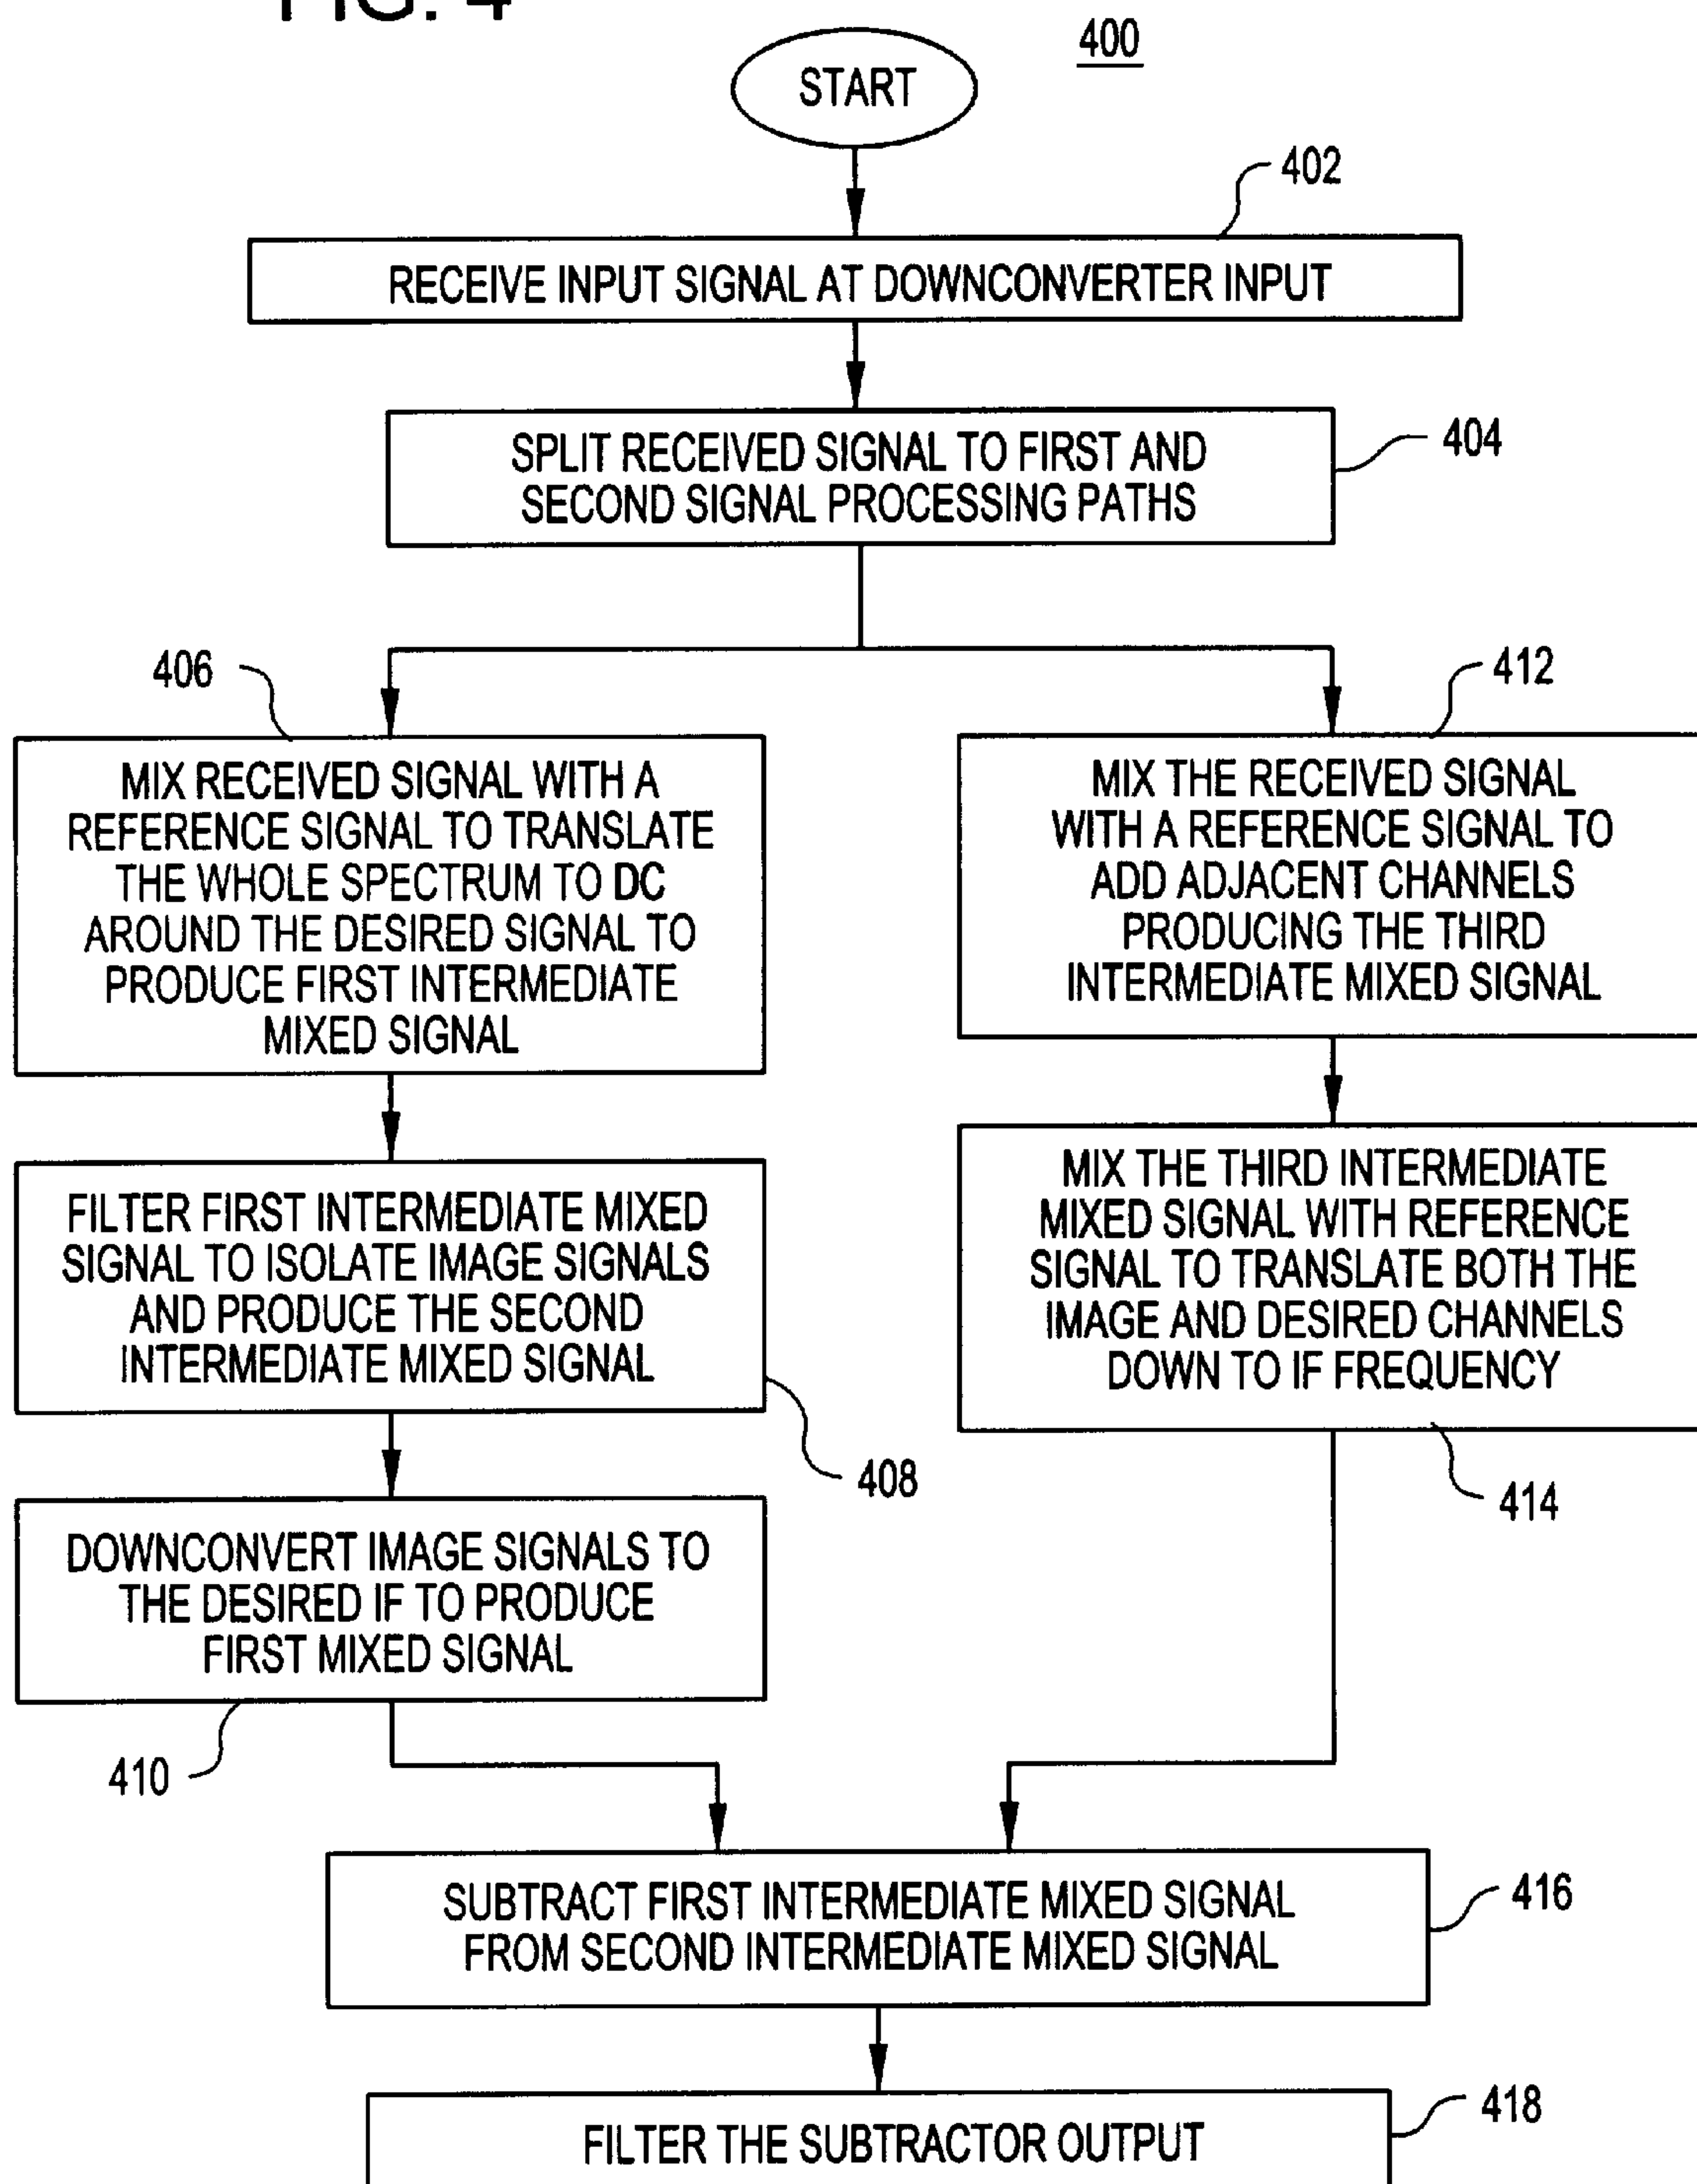 FIG. 4
400
START
402
RECEIVE INPUT SIGNAL AT DOWNCONVERTER INPUT
SPLIT RECEIVED SIGNAL TO FIRST AND
SECOND SIGNAL PROCESSING PATHS
404
406
MIX RECEIVED SIGNAL WITH A
REFERENCE SIGNAL TO TRANSLATE
THE WHOLE SPECTRUM TO DC
AROUND THE DESIRED SIGNAL TO
PRODUCE FIRST INTERMEDIATE
MIXED SIGNAL
412
MIX THE RECEIVED SIGNAL
WITH A REFERENCE SIGNAL TO
ADD ADJACENT CHANNELS
PRODUCING THE THIRD
INTERMEDIATE MIXED SIGNAL
FILTER FIRST INTERMEDIATE MIXED
SIGNAL TO ISOLATE IMAGE SIGNALS
AND PRODUCE THE SECOND
INTERMEDIATE MIXED SIGNAL
408
MIX THE THIRD INTERMEDIATE
MIXED SIGNAL WITH REFERENCE
SIGNAL TO TRANSLATE BOTH THE
IMAGE AND DESIRED CHANNELS
DOWN TO IF FREQUENCY
414
DOWNCONVERT IMAGE SIGNALS TO
THE DESIRED IF TO PRODUCE
FIRST MIXED SIGNAL
410
SUBTRACT FIRST INTERMEDIATE MIXED SIGNAL
FROM SECOND INTERMEDIATE MIXED SIGNAL
416
FILTER THE SUBTRACTOR OUTPUT
418